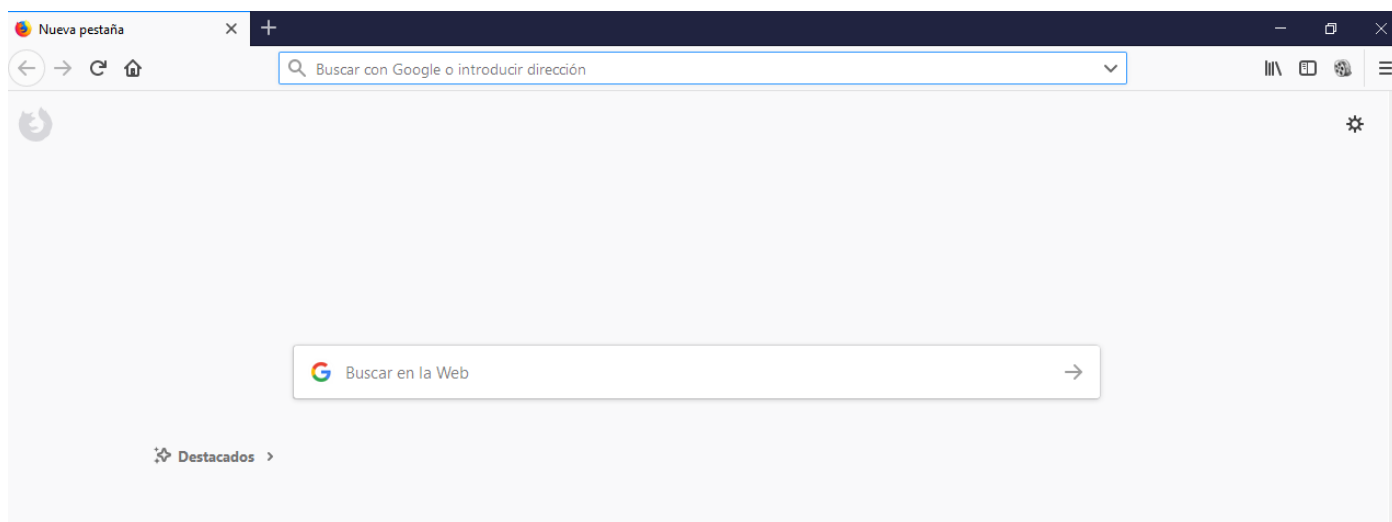 Nueva pestaña
Buscar con Google o introducir dirección
Buscar en la Web
Destacados